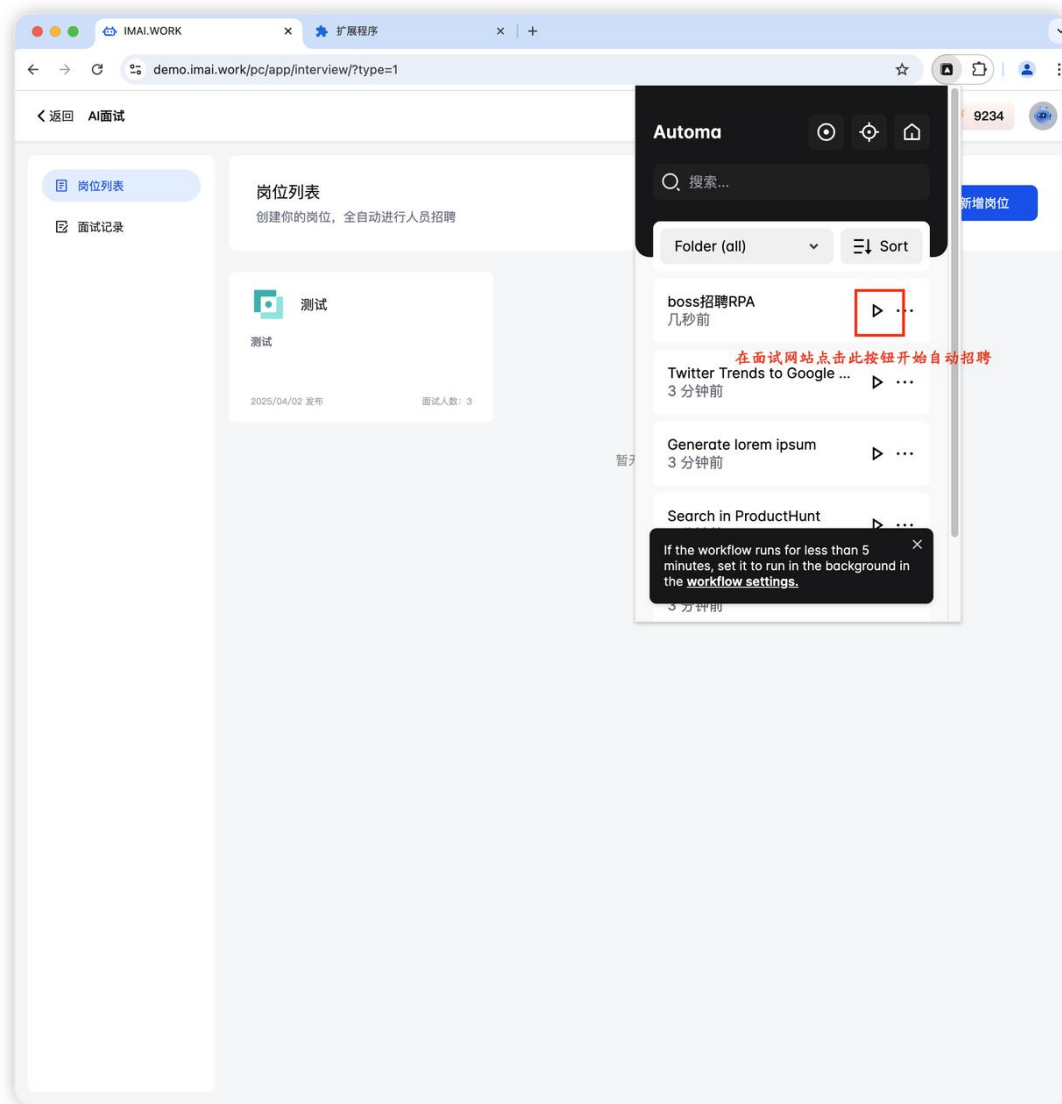 IMAI.WORK
扩展程序
demo.imai.work/pc/app/interview/?type=1
返回 AI面试
9234
岗位列表
面试记录
岗位列表
创建你的岗位，全自动进行人员招聘
新增岗位
测试
测试
2025/04/02 发布
面试人数：3
暂无
Automa
搜索...
Folder (all)
Sort
boss招聘RPA
几秒前
在面试网站点击此按钮开始自动招聘
Twitter Trends to Google ...
3 分钟前
Generate lorem ipsum
3 分钟前
Search in ProductHunt
If the workflow runs for less than 5
minutes, set it to run in the background in
the workflow settings.
3 分钟前